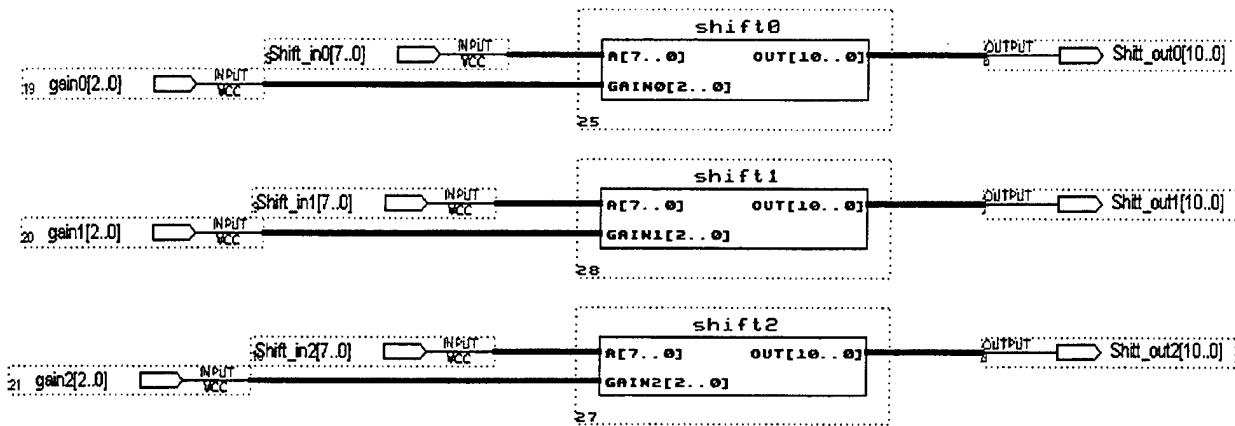 shift0
Shift_in0[7..0] INPUT VCC A[7..0] OUT[10..0] OUTPUT Shitt_out0[10..0]
19 gain0[2..0] INPUT VCC GAIN0[2..0]
25
shift1
Shift_in1[7..0] INPUT VCC A[7..0] OUT[10..0] OUTPUT Shitt_out1[10..0]
20 gain1[2..0] INPUT VCC GAIN1[2..0]
28
shift2
Shift_in2[7..0] INPUT VCC A[7..0] OUT[10..0] OUTPUT Shitt_out2[10..0]
21 gain2[2..0] INPUT VCC GAIN2[2..0]
27